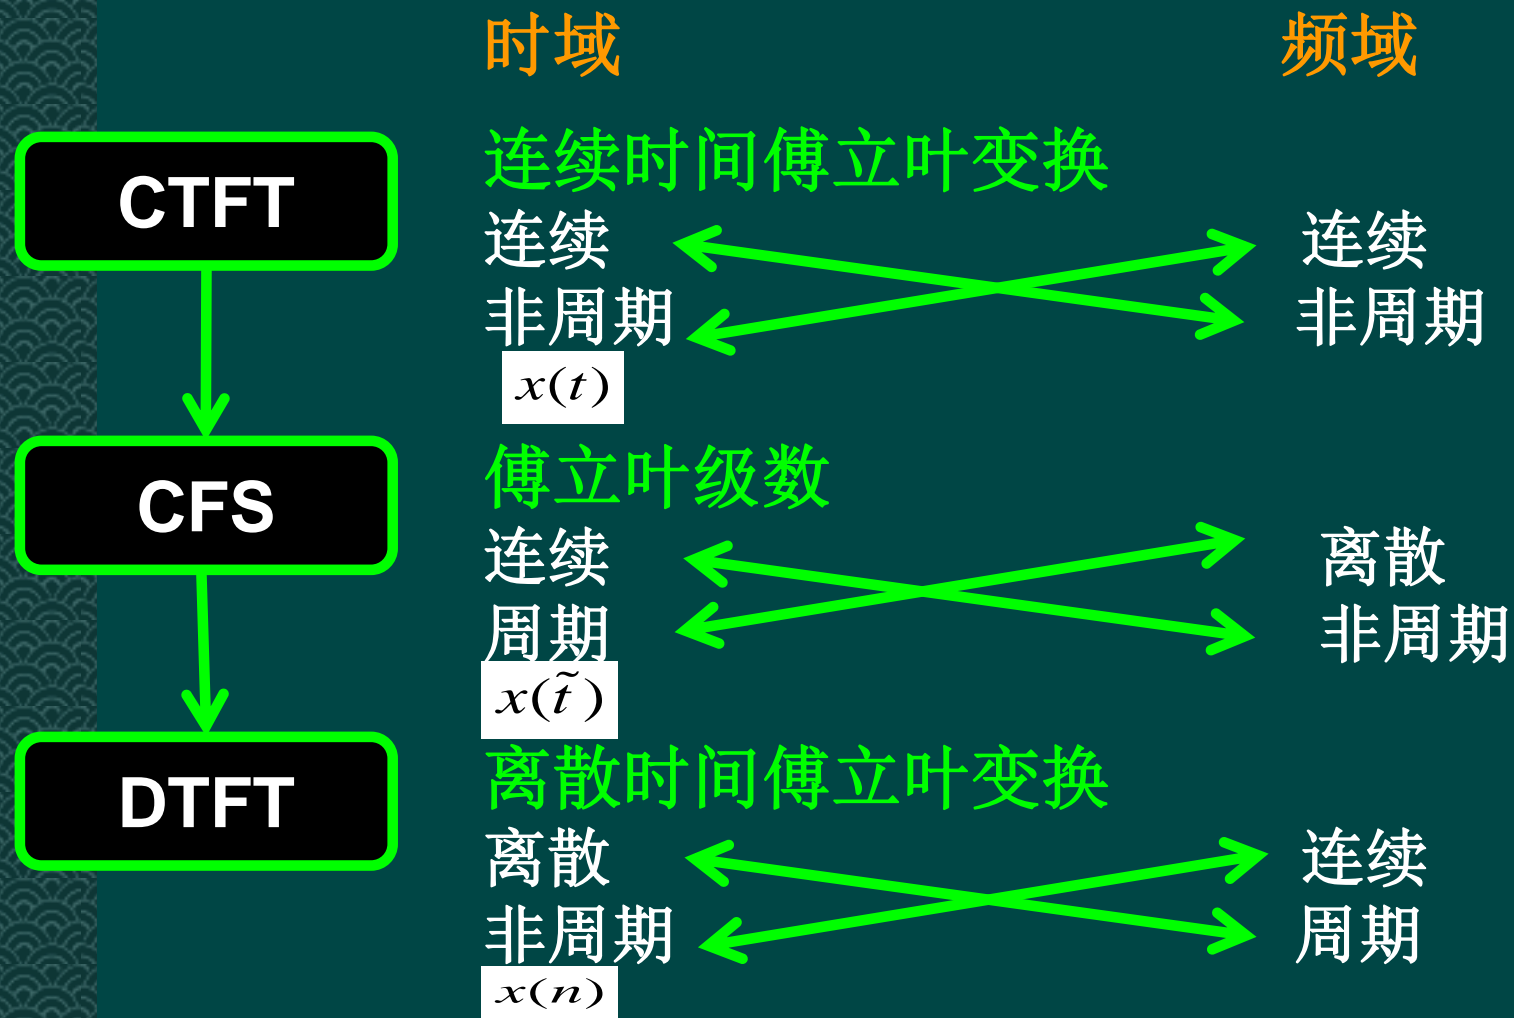 时域 频域
CTFT
连续时间傅立叶变换
连续 连续
非周期 非周期
x(t)
CFS
傅立叶级数
连续 离散
周期 非周期
x(t̃)
DTFT
离散时间傅立叶变换
离散 连续
非周期 周期
x(n)